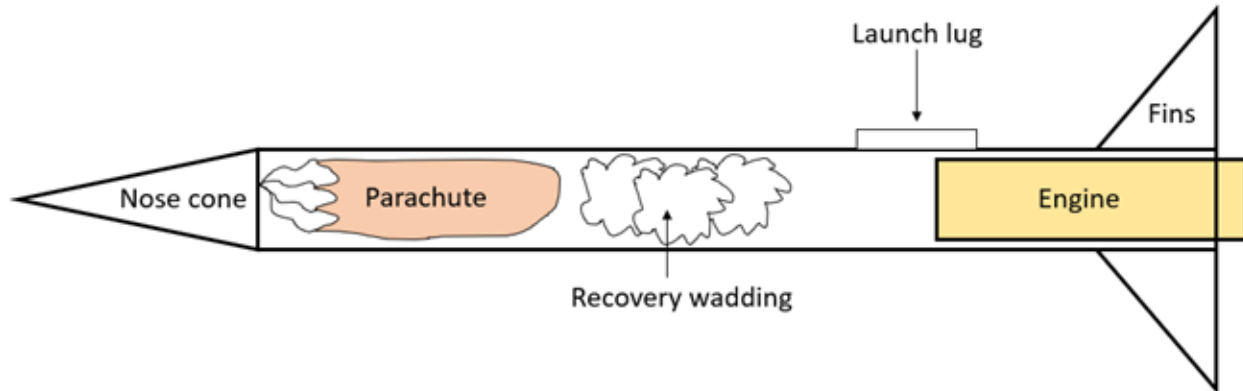 Launch lug
Fins
Nose cone
Parachute
Engine
Recovery wadding